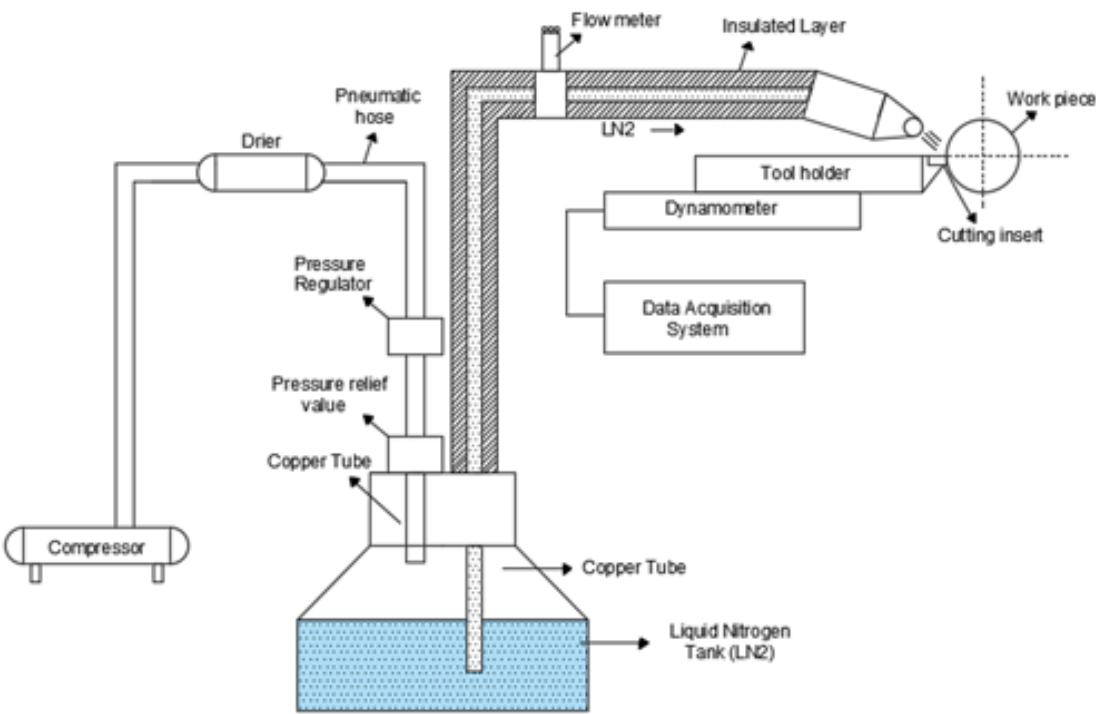 Flow meter
Insulated Layer
Pneumatic
hose
Work piece
Drier
LN2
Tool holder
Dynamometer
Cutting insert
Pressure
Regulator
Data Acquisition
System
Pressure relief
value
Copper Tube
Compressor
Copper Tube
Liquid Nitrogen
Tank (LN2)